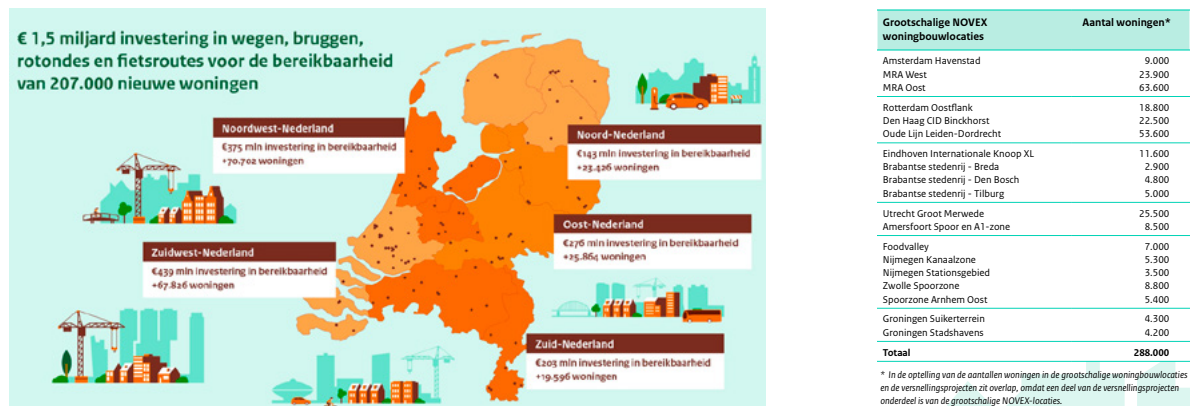 € 1,5 miljard investering in wegen, bruggen,
rotondes en fietsroutes voor de bereikbaarheid
van 207.000 nieuwe woningen
Noordwest-Nederland
€375 mln investering in bereikbaarheid
+70.702 woningen
Noord-Nederland
€143 mln investering in bereikbaarheid
+23.426 woningen
Oost-Nederland
€276 mln investering in bereikbaarheid
+25.864 woningen
Zuidwest-Nederland
€439 mln investering in bereikbaarheid
+67.826 woningen
Zuid-Nederland
€203 mln investering in bereikbaarheid
+19.596 woningen
Grootschalige NOVEX Aantal woningen*
woningbouwlocaties
Amsterdam Havenstad 9.000
MRA West 23.900
MRA Oost 63.600
Rotterdam Oostflank 18.800
Den Haag CID Binckhorst 22.500
Oude Lijn Leiden-Dordrecht 53.600
Eindhoven Internationale Knoop XL 11.600
Brabantse stedenrij - Breda 2.900
Brabantse stedenrij - Den Bosch 4.800
Brabantse stedenrij - Tilburg 5.000
Utrecht Groot Merwede 25.500
Amersfoort Spoor en A1-zone 8.500
Foodvalley 7.000
Nijmegen Kanaalzone 5.300
Nijmegen Stationsgebied 3.500
Zwolle Spoorzone 8.800
Spoorzone Arnhem Oost 5.400
Groningen Suikerterrein 4.300
Groningen Stadshavens 4.200
Totaal 288.000
* In de optelling van de aantallen woningen in de grootschalige woningbouwlocaties
en de versnellingsprojecten zit overlap, omdat een deel van de versnellingsprojecten
onderdeel is van de grootschalige NOVEX-locaties.